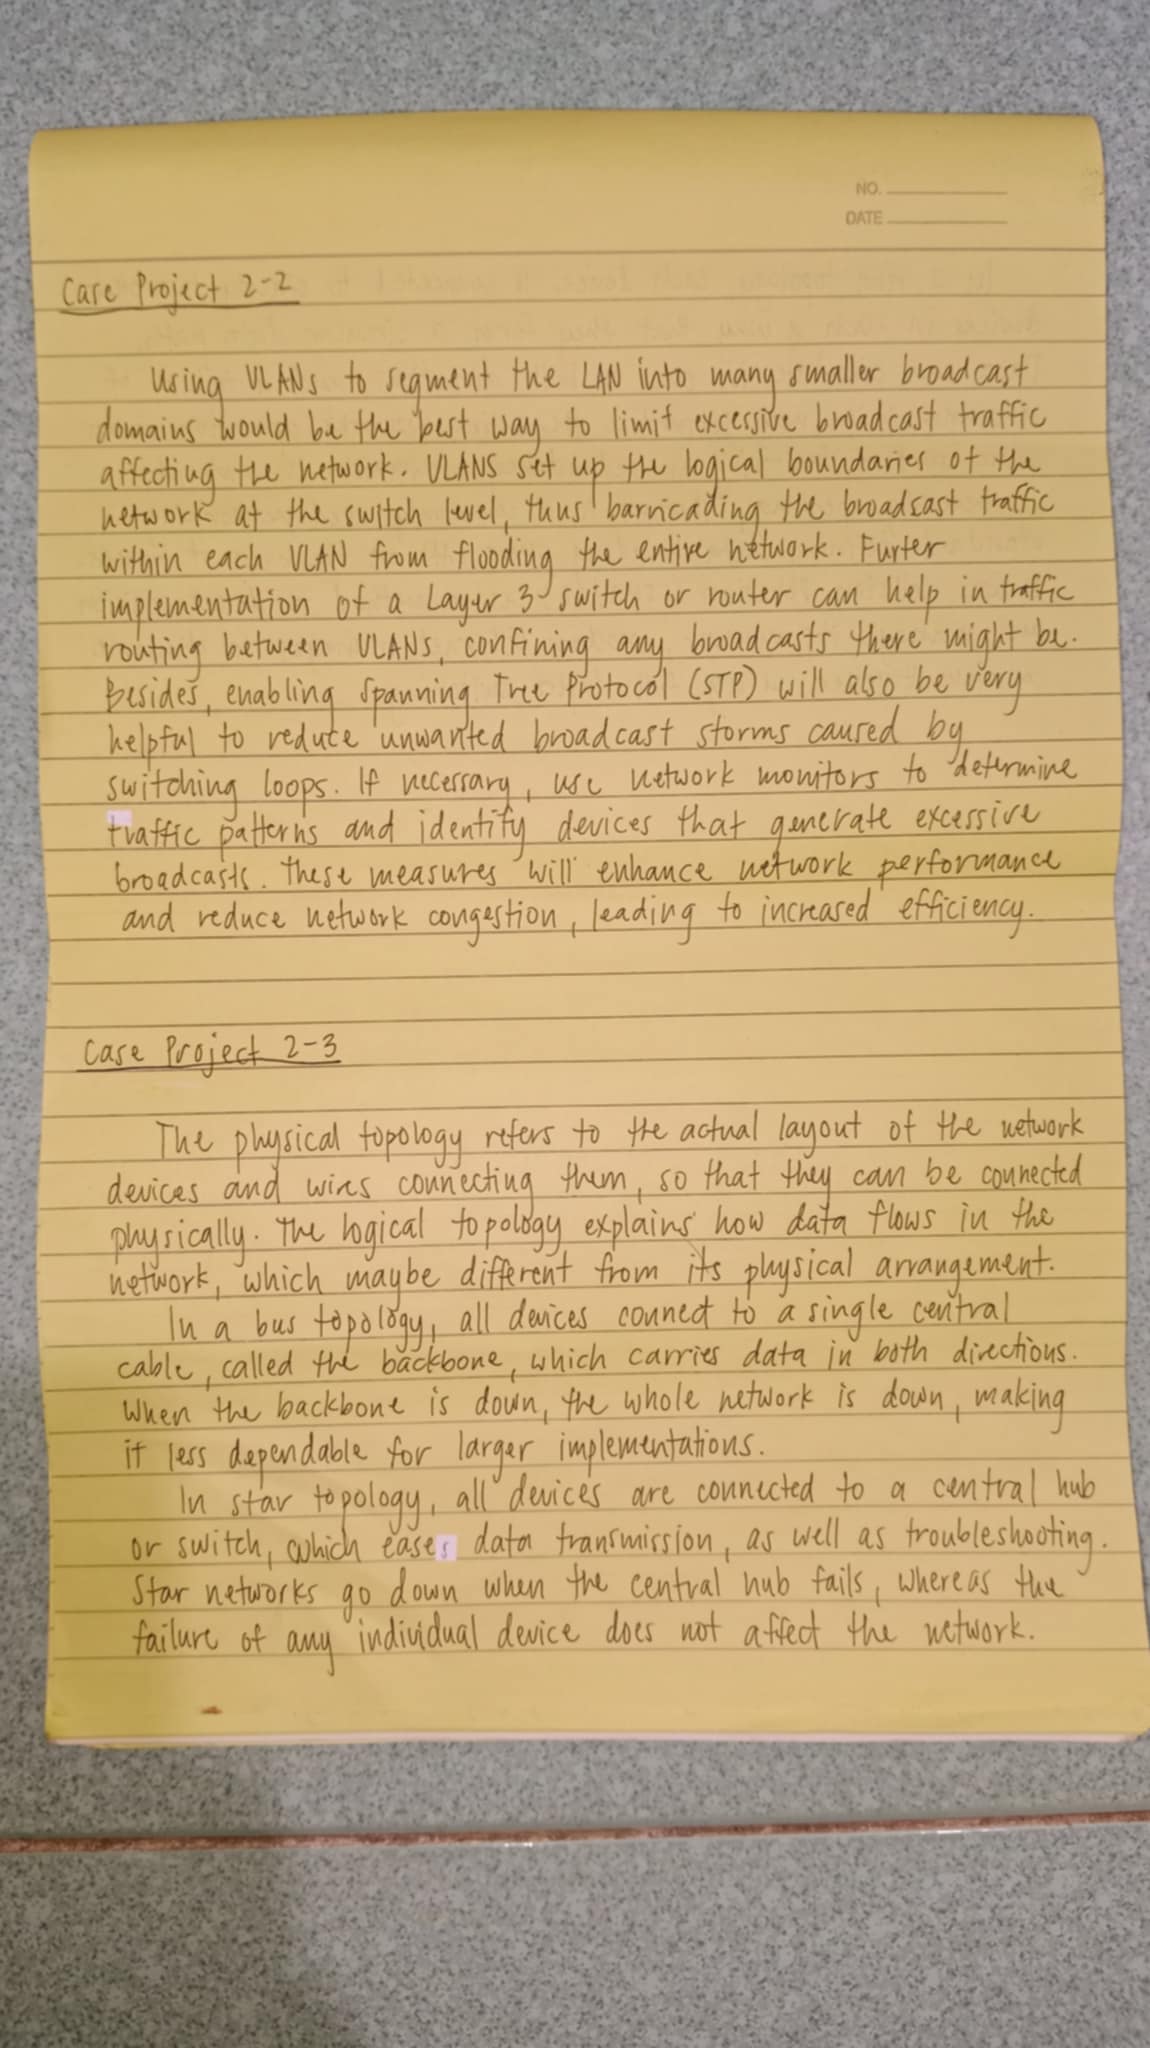 NO.
DATE
Case Project 2-2
Using VLANs to segment the LAN into many smaller broadcast
domains would be the best way to limit excessive broadcast traffic
affecting the network. VLANS set up the logical boundaries of the
network at the switch level, thus barricading the broadcast traffic
within each VLAN from flooding the entire network. Furter
implementation of a Layer 3 switch or router can help in traffic
routing between VLANs, confining any broadcasts there might be.
Besides, enabling Spanning Tree Protocol (STP) will also be very
helpful to reduce unwanted broadcast storms caused by
switching loops. If necessary, use network monitors to determine
traffic patterns and identify devices that generate excessive
broadcasts. These measures will enhance network performance
and reduce network congestion, leading to increased efficiency.
Case Project 2-3
The physical topology refers to the actual layout of the network
devices and wires connecting them, so that they can be connected
physically. The logical topology explains how data flows in the
network, which maybe different from its physical arrangement.
In a bus topology, all devices connect to a single central
cable, called the backbone, which carries data in both directions.
When the backbone is down, the whole network is down, making
it less dependable for larger implementations.
In star topology, all devices are connected to a central hub
or switch, which eases data transmission, as well as troubleshooting.
Star networks go down when the central hub fails, whereas the
failure of any individual device does not affect the network.